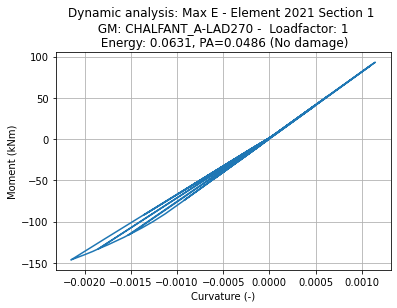 Dynamic analysis: Max E - Element 2021 Section 1
GM: CHALFANT_A-LAD270 -  Loadfactor: 1
Energy: 0.0631, PA=0.0486 (No damage)
100
50
0
−50
−100
−150
Moment (kNm)
−0.0020 −0.0015 −0.0010 −0.0005 0.0000 0.0005 0.0010
Curvature (-)